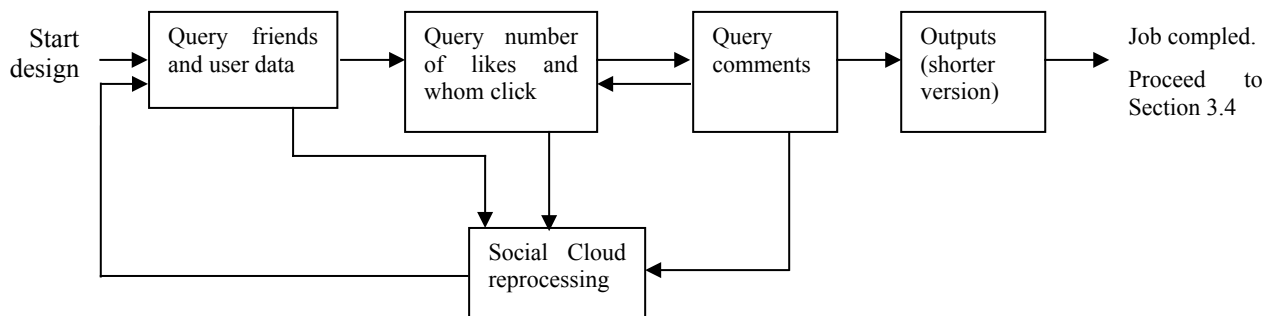 Start
design
Query friends
and user data
Query number
of likes and
whom click
Query
comments
Outputs
(shorter
version)
Job compled.
Proceed to
Section 3.4
Social Cloud
reprocessing